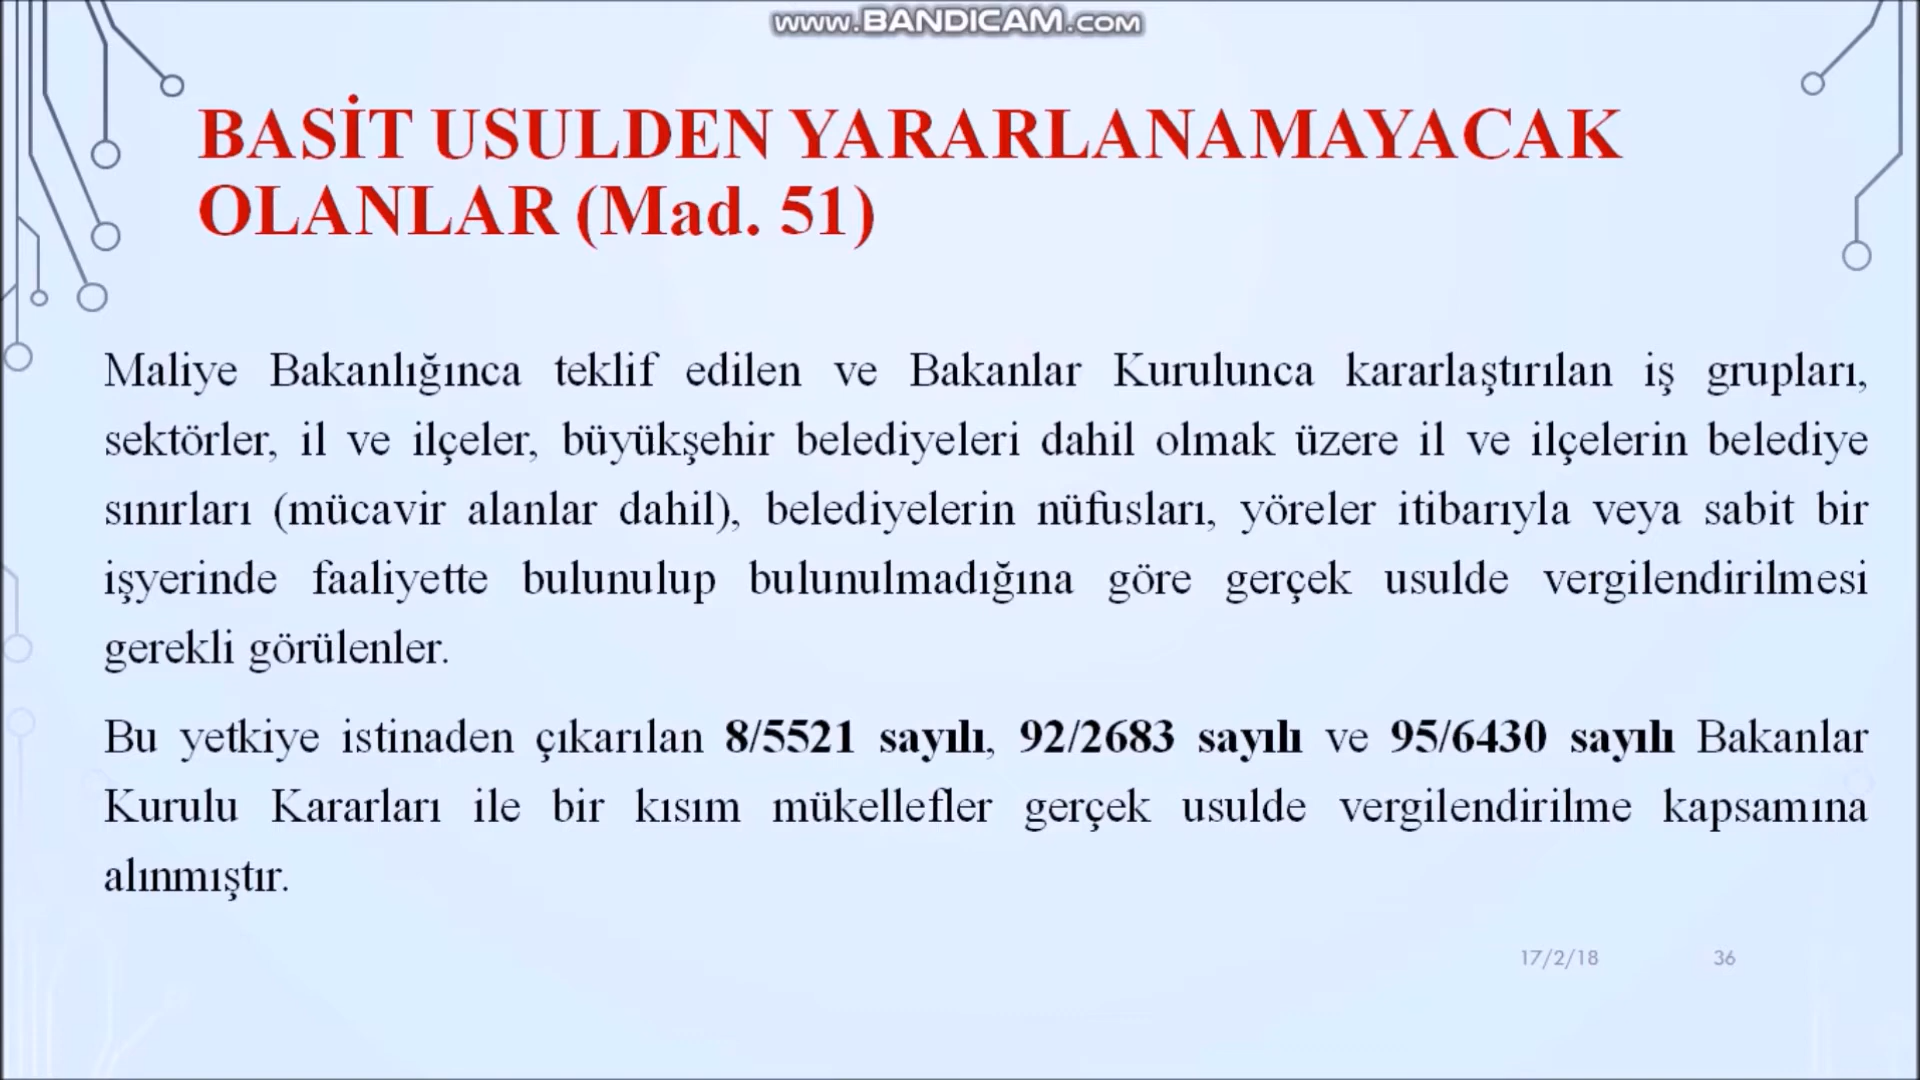 www.BANDICAM.com
BASİT USULDEN YARARLANAMAYACAK
OLANLAR (Mad. 51)
Maliye Bakanlığınca teklif edilen ve Bakanlar Kurulunca kararlaştırılan iş grupları,
sektörler, il ve ilçeler, büyükşehir belediyeleri dahil olmak üzere il ve ilçelerin belediye
sınırları (mücavir alanlar dahil), belediyelerin nüfusları, yöreler itibarıyla veya sabit bir
işyerinde faaliyette bulunulup bulunulmadığına göre gerçek usulde vergilendirilmesi
gerekli görülenler.
Bu yetkiye istinaden çıkarılan 8/5521 sayılı, 92/2683 sayılı ve 95/6430 sayılı Bakanlar
Kurulu Kararları ile bir kısım mükellefler gerçek usulde vergilendirilme kapsamına
alınmıştır.
17/2/18 36